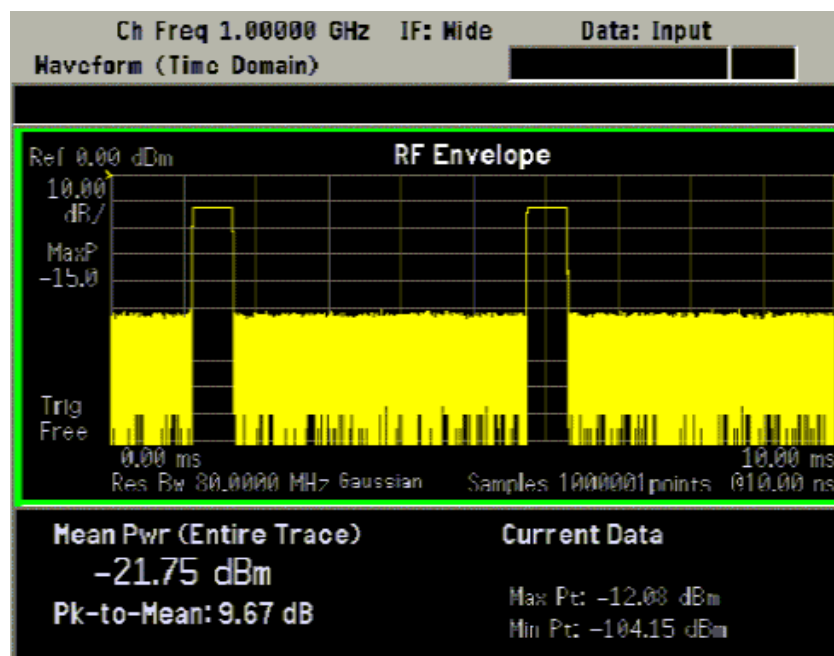 Ch Freq 1.00000 GHz IF: Wide Data: Input
Waveform (Time Domain)
Ref 0.00 dBm RF Envelope
10.00
dB/
MaxP
-15.0
Trig
Free
0.00 ms 10.00 ms
Res Bw 80.0000 MHz Gaussian Samples 1000001 points @10.00 ns
Mean Pwr (Entire Trace) Current Data
-21.75 dBm
Max Pt: -12.08 dBm
Pk-to-Mean: 9.67 dB
Min Pt: -104.15 dBm